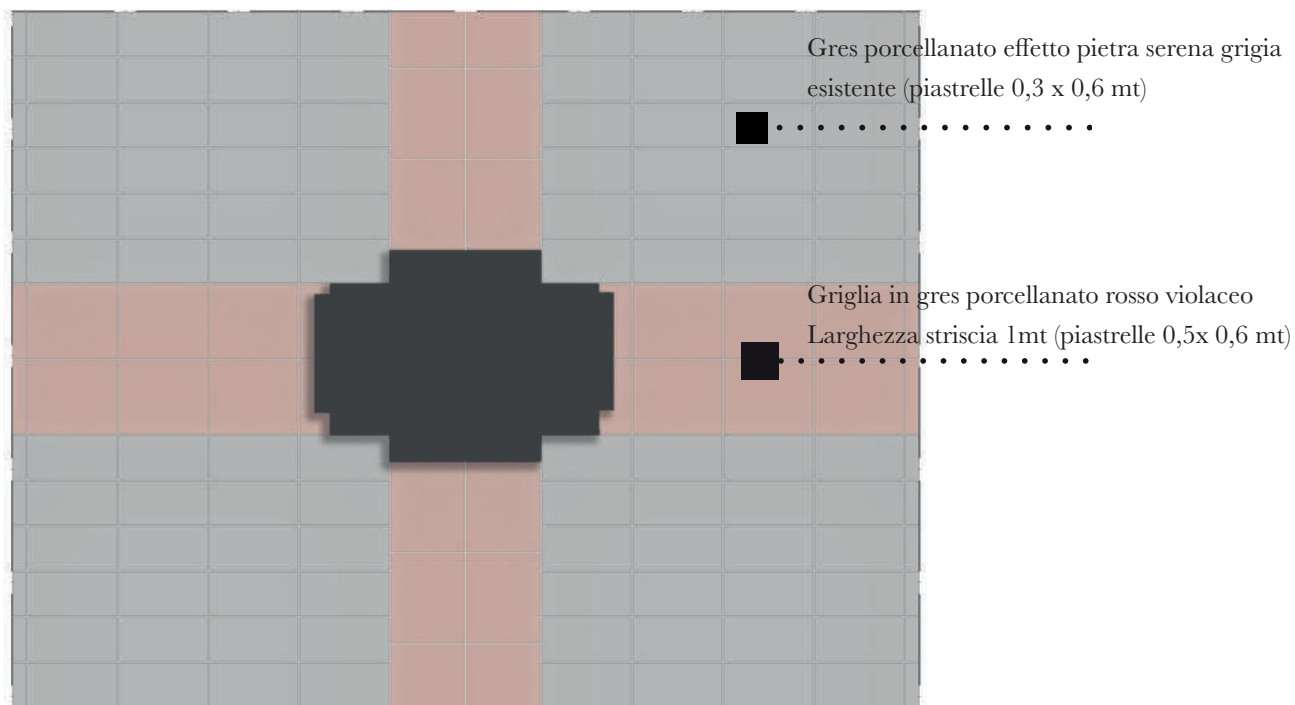 Gres porcellanato effetto pietra serena grigia
esistente (piastrelle 0,3 x 0,6 mt)
Griglia in gres porcellanato rosso violaceo
Larghezza striscia 1mt (piastrelle 0,5x 0,6 mt)